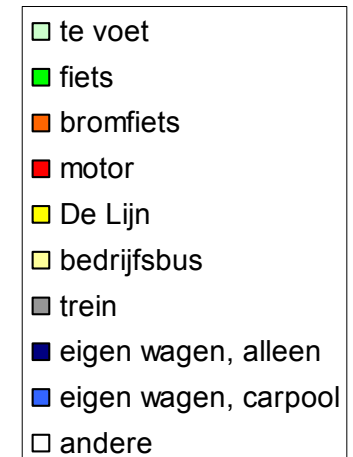 te voet
fiets
bromfiets
motor
De Lijn
bedrijfsbus
trein
eigen wagen, alleen
eigen wagen, carpool
andere